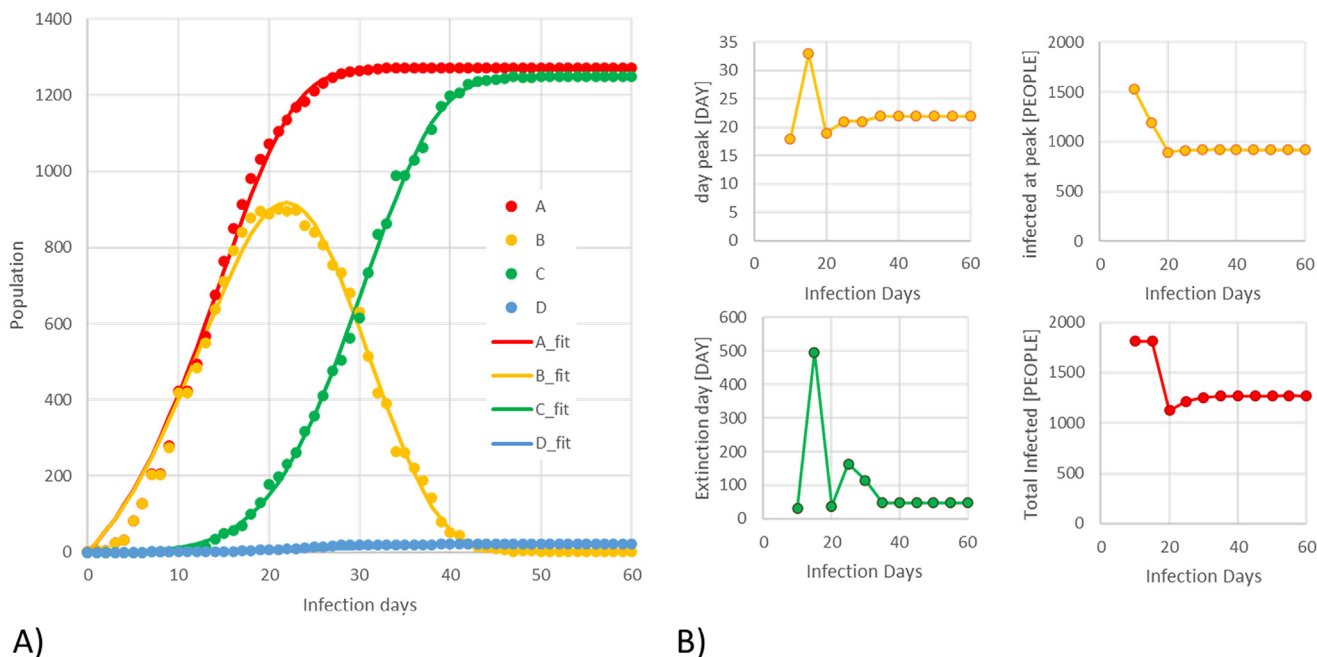 1400
1200
1000
800
600
400
200
0
Population
0 10 20 30 40 50 60
Infection days
A
B
C
D
A_fit
B_fit
C_fit
D_fit
A)
35
30
25
20
15
10
5
0
day peak [DAY]
0 20 40 60
Infection Days
2000
1500
1000
500
0
infected at peak [PEOPLE]
0 20 40 60
Infection Days
600
500
400
300
200
100
0
Extinction day [DAY]
0 20 40 60
Infection Days
2000
1500
1000
500
0
Total Infected [PEOPLE]
0 20 40 60
Infection Days
B)